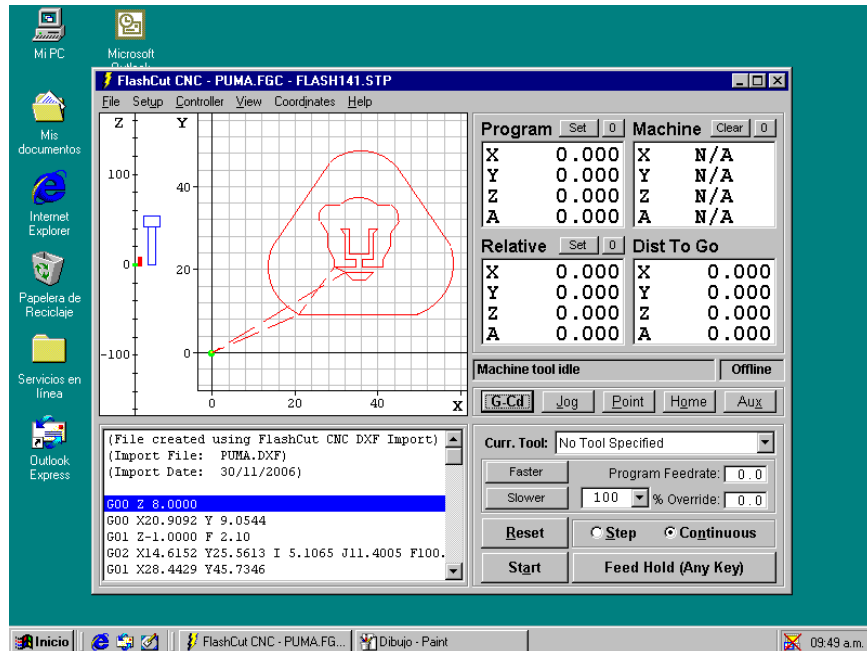 Mi PC
Microsoft Outlook
Mis documentos
Internet Explorer
Papelera de Reciclaje
Servicios en línea
Outlook Express
FlashCut CNC - PUMA.FGC - FLASH141.STP
File Setup Controller View Coordinates Help
Z Y
100
0
-100
40
20
0
0 20 40 X
Program Set 0
X 0.000
Y 0.000
Z 0.000
A 0.000
Machine Clear 0
X N/A
Y N/A
Z N/A
A N/A
Relative Set 0
X 0.000
Y 0.000
Z 0.000
A 0.000
Dist To Go
X 0.000
Y 0.000
Z 0.000
A 0.000
Machine tool idle Offline
G-Cd Jog Point Home Aux
(File created using FlashCut CNC DXF Import)
(Import File: PUMA.DXF)
(Import Date: 30/11/2006)
G00 Z 8.0000
G00 X20.9092 Y 9.0544
G01 Z-1.0000 F 2.10
G02 X14.6152 Y25.5613 I 5.1065 J11.4005 F100.
G01 X28.4429 Y45.7346
Curr. Tool: No Tool Specified
Faster Program Feedrate: 0.0
Slower 100 % Override: 0.0
Reset Step Continuous
Start Feed Hold (Any Key)
Inicio FlashCut CNC - PUMA.FG... Dibujo - Paint 09:49 a.m.